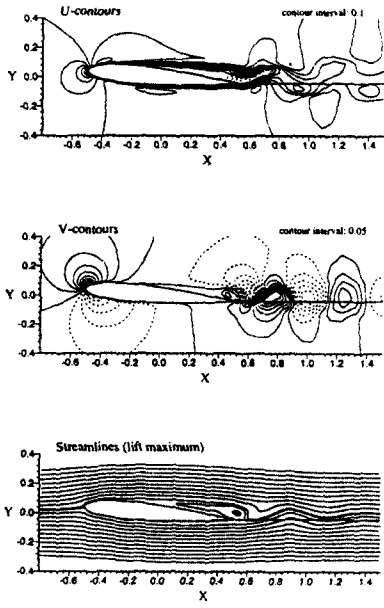 U-contours contour interval: 0.1
0.4
0.2
Y 0.0
-0.2
-0.4
-0.6 -0.4 -0.2 0.0 0.2 0.4 0.6 0.8 1.0 1.2 1.4
X
V-contours contour interval: 0.05
0.4
0.2
Y 0.0
-0.2
-0.4
-0.6 -0.4 -0.2 0.0 0.2 0.4 0.6 0.8 1.0 1.2 1.4
X
Streamlines (lift maximum)
0.4
0.2
Y 0.0
-0.2
-0.4
-0.6 -0.4 -0.2 0.0 0.2 0.4 0.6 0.8 1.0 1.2 1.4
X